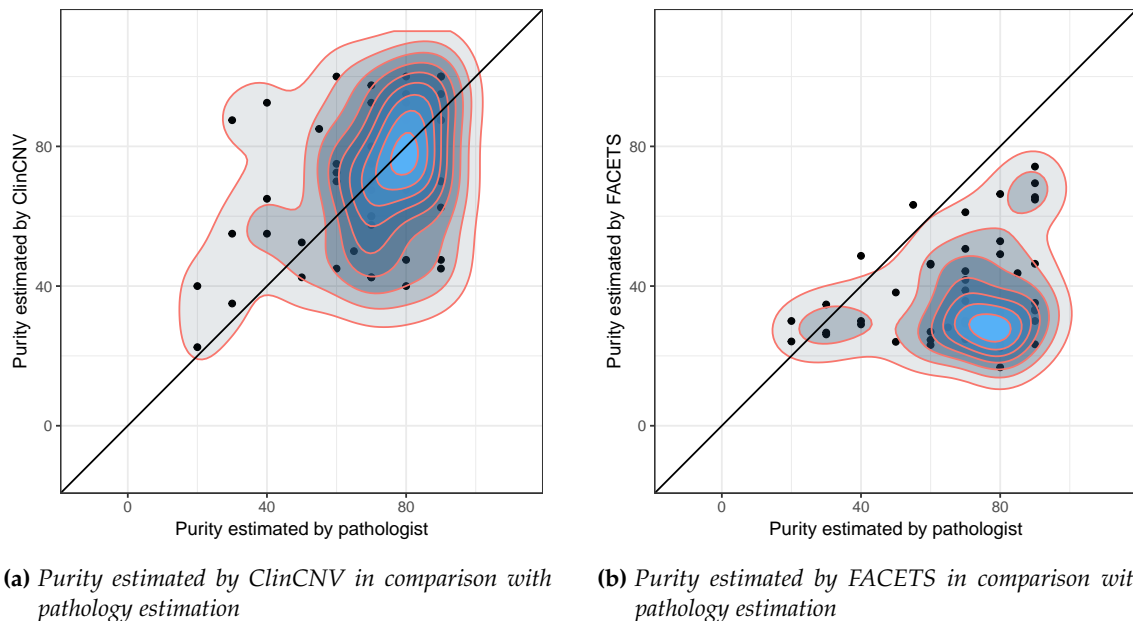 Purity estimated by ClinCNV
80
40
0
0 40 80
Purity estimated by pathologist
(a) Purity estimated by ClinCNV in comparison with
pathology estimation
Purity estimated by FACETS
80
40
0
0 40 80
Purity estimated by pathologist
(b) Purity estimated by FACETS in comparison wit
pathology estimation